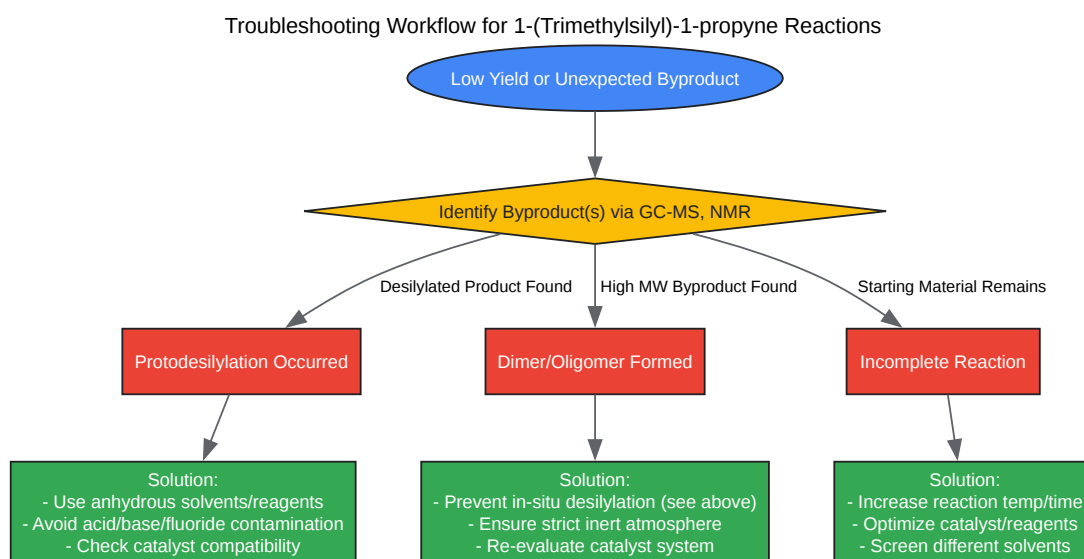 Troubleshooting Workflow for 1-(Trimethylsilyl)-1-propyne Reactions
Low Yield or Unexpected Byproduct
Identify Byproduct(s) via GC-MS, NMR
Desilylated Product Found
High MW Byproduct Found
Starting Material Remains
Protodesilylation Occurred
Dimer/Oligomer Formed
Incomplete Reaction
Solution:
- Use anhydrous solvents/reagents
- Avoid acid/base/fluoride contamination
- Check catalyst compatibility
Solution:
- Prevent in-situ desilylation (see above)
- Ensure strict inert atmosphere
- Re-evaluate catalyst system
Solution:
- Increase reaction temp/time
- Optimize catalyst/reagents
- Screen different solvents